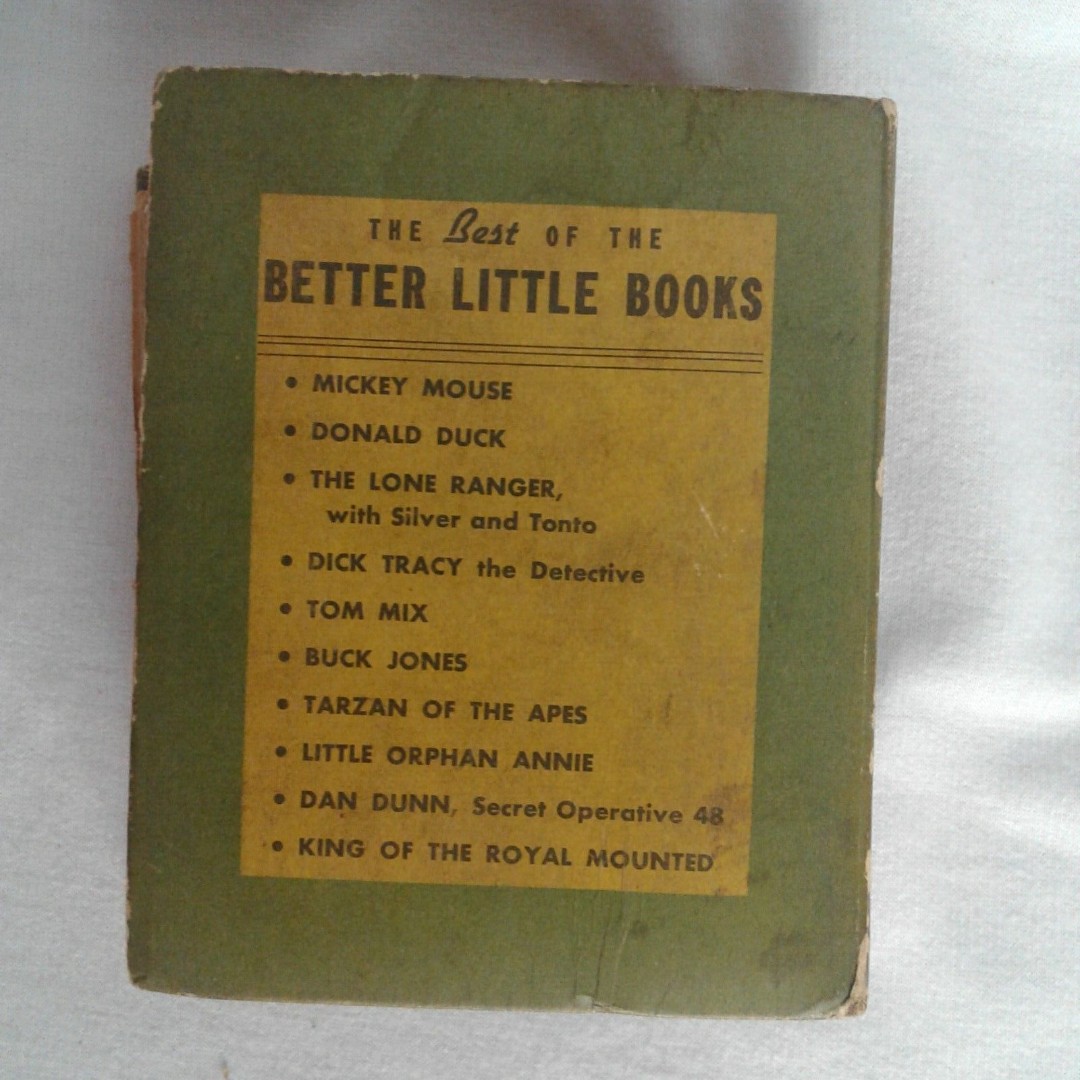 THE Best OF THE
BETTER LITTLE BOOKS
• MICKEY MOUSE
• DONALD DUCK
• THE LONE RANGER,
with Silver and Tonto
• DICK TRACY the Detective
• TOM MIX
• BUCK JONES
• TARZAN OF THE APES
• LITTLE ORPHAN ANNIE
• DAN DUNN, Secret Operative 48
• KING OF THE ROYAL MOUNTED